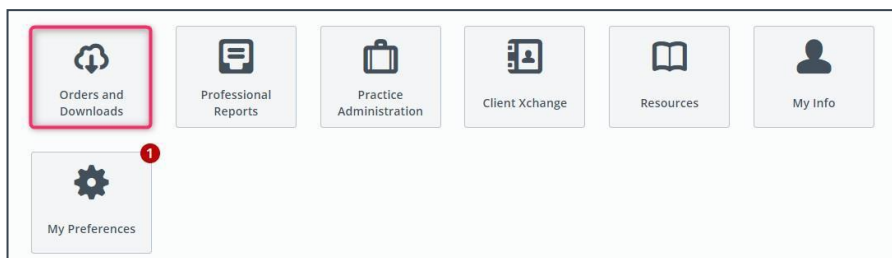 Orders and
Downloads
Professional
Reports
Practice
Administration
Client Xchange
Resources
My Info
1
My Preferences